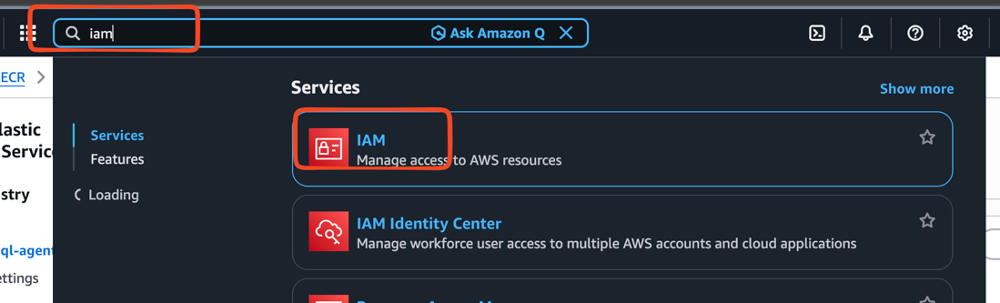 iam
Ask Amazon Q
ECR
lastic
Service
stry
ql-agent
ettings
Services
Features
Loading
Services
Show more
IAM
Manage access to AWS resources
IAM Identity Center
Manage workforce user access to multiple AWS accounts and cloud applications